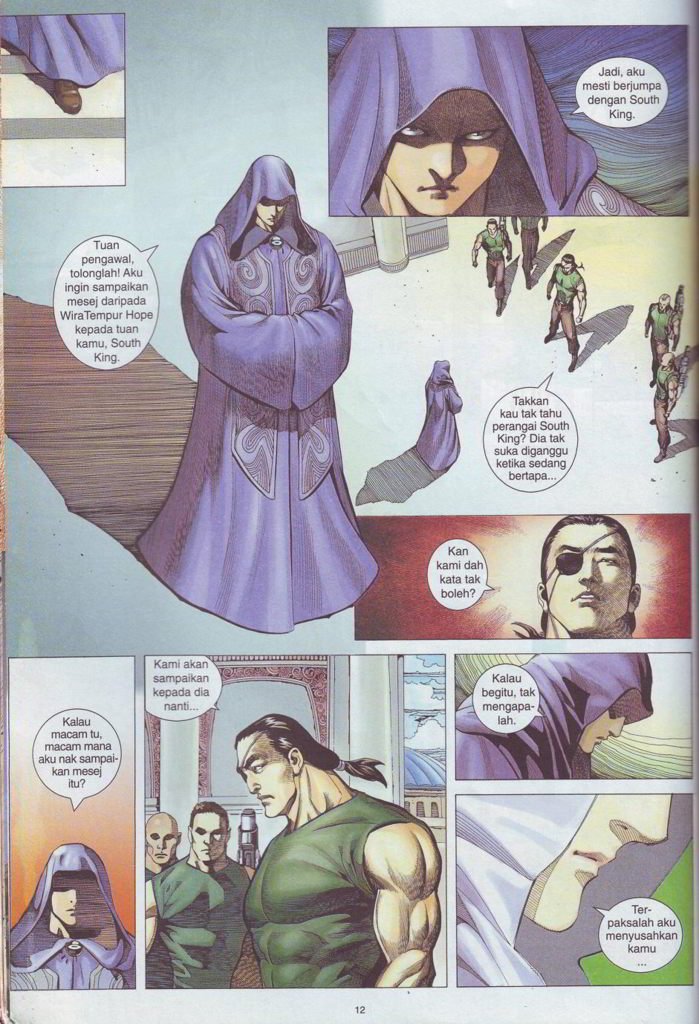 Jadi, aku
mesti berjumpa
dengan South
King.
Tuan
pengawal,
tolonglah! Aku
ingin sampaikan
mesej daripada
WiraTempur Hope
kepada tuan
kamu, South
King.
Takkan
kau tak tahu
perangai South
King? Dia tak
suka diganggu
ketika sedang
bertapa...
Kan
kami dah
kata tak
boleh?
Kalau
macam tu,
macam mana
aku nak sampai-
kan mesej
itu?
Kami akan
sampaikan
kepada dia
nanti...
Kalau
begitu, tak
mengapa-
lah.
Ter-
paksalah aku
menyusahkan
kamu
...
12